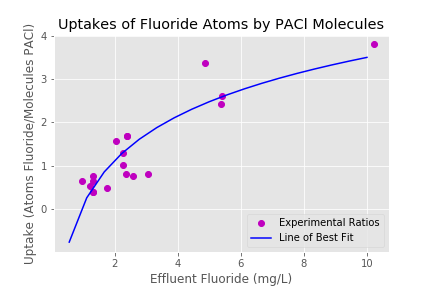 Uptakes of Fluoride Atoms by PACl Molecules
Uptake (Atoms Fluoride/Molecules PACl)
4
3
2
1
0
Experimental Ratios
Line of Best Fit
2
4
6
8
10
Effluent Fluoride (mg/L)